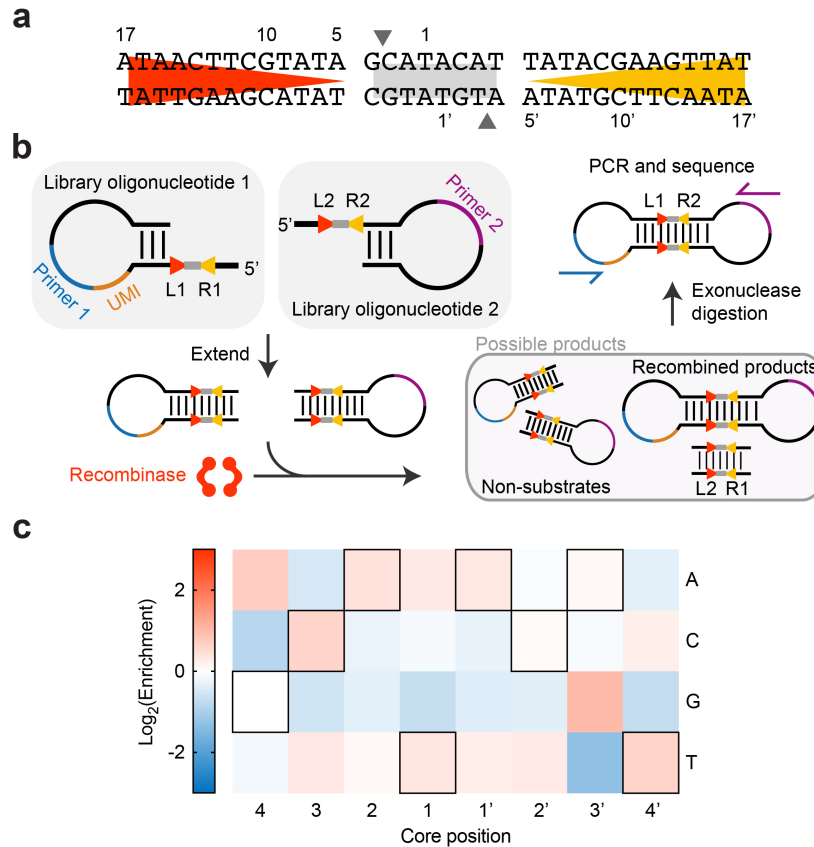 a
17 10 5 1
ATAACTTCGTATA GCATACAT TATACGAAGTTAT
TATTGAAGCATAT CGTATGTA ATATGCTTCAATA
1' 5' 10' 17'
b
Library oligonucleotide 1
Primer 1
UMI
L1 R1
5'
L2 R2
5'
Primer 2
Library oligonucleotide 2
PCR and sequence
L1 R2
Exonuclease
digestion
Extend
Recombinase
Possible products
Recombined products
Non-substrates
L2 R1
c
Log2(Enrichment)
2
0
-2
A
C
G
T
4 3 2 1 1' 2' 3' 4'
Core position